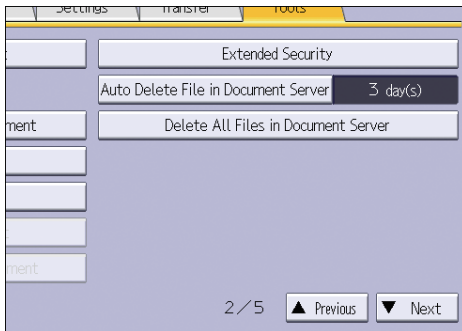 Settings Transfer Tools
Extended Security
Auto Delete File in Document Server 3 day(s)
ment Delete All Files in Document Server
ment
2/5 ▲ Previous ▼ Next